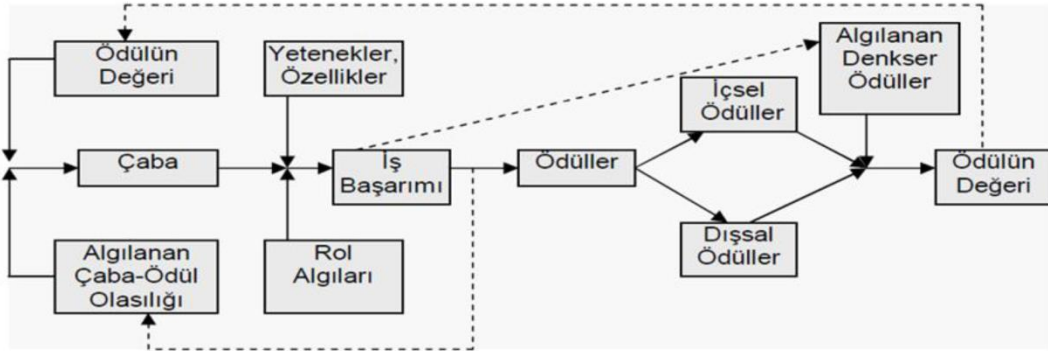 Ödülün
Değeri
Yetenekler,
Özellikler
Algılanan
Denkser
Ödüller
İçsel
Ödüller
Çaba
İş
Başarımı
Ödüller
Ödülün
Değeri
Algılanan
Çaba-Ödül
Olasılığı
Rol
Algıları
Dışsal
Ödüller